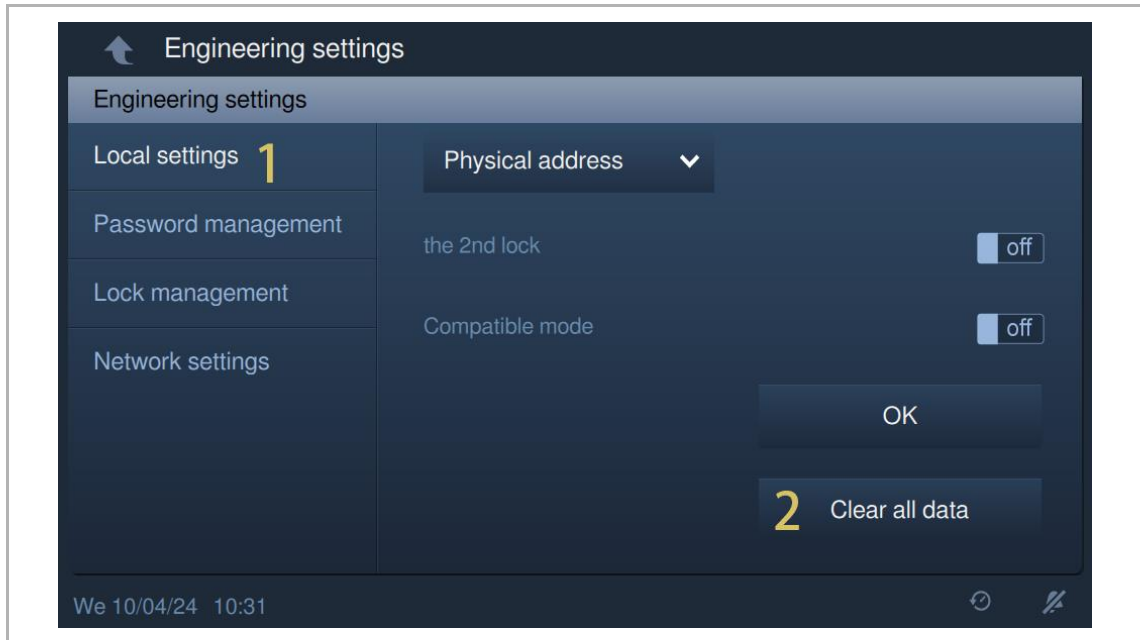 Engineering settings
Engineering settings
Local settings 1
Physical address
Password management
the 2nd lock
off
Lock management
Compatible mode
off
Network settings
OK
2 Clear all data
We 10/04/24 10:31